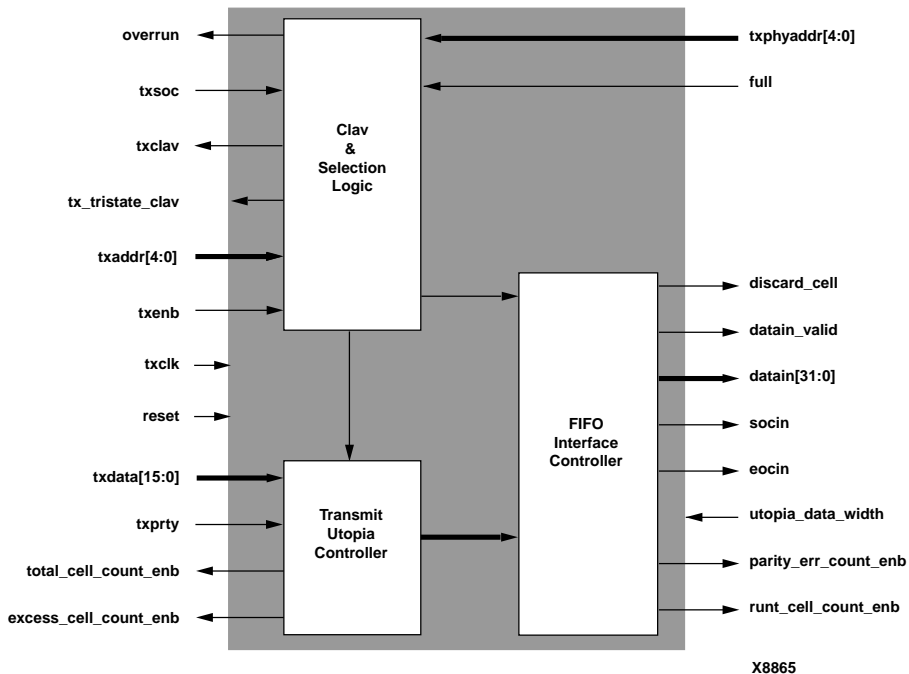 overrun
txsoc
txclav
tx_tristate_clav
txaddr[4:0]
txenb
txclk
reset
txdata[15:0]
txprty
total_cell_count_enb
excess_cell_count_enb
Clav
&
Selection
Logic
Transmit
Utopia
Controller
FIFO
Interface
Controller
txphyaddr[4:0]
full
discard_cell
datain_valid
datain[31:0]
socin
eocin
utopia_data_width
parity_err_count_enb
runt_cell_count_enb
X8865